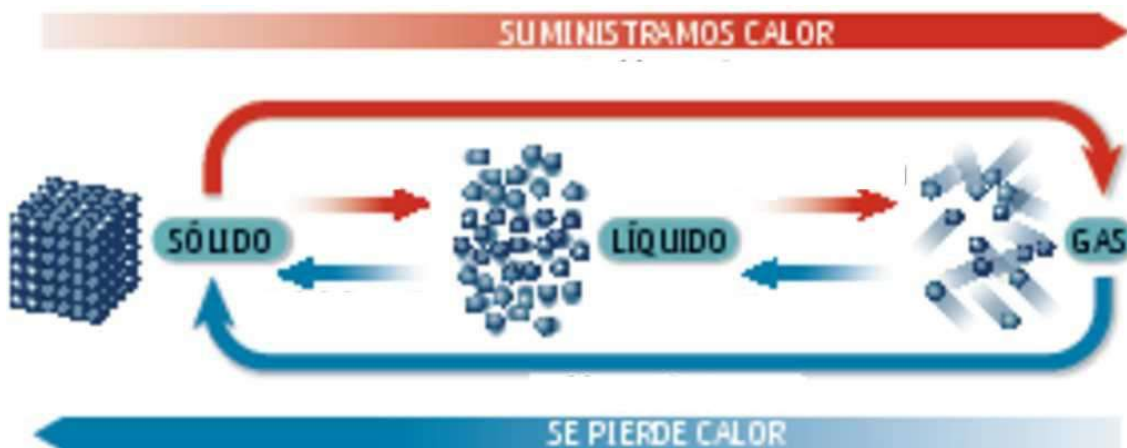 SUMINISTRAMOS CALOR
SÓLIDO
LÍQUIDO
GAS
SE PIERDE CALOR